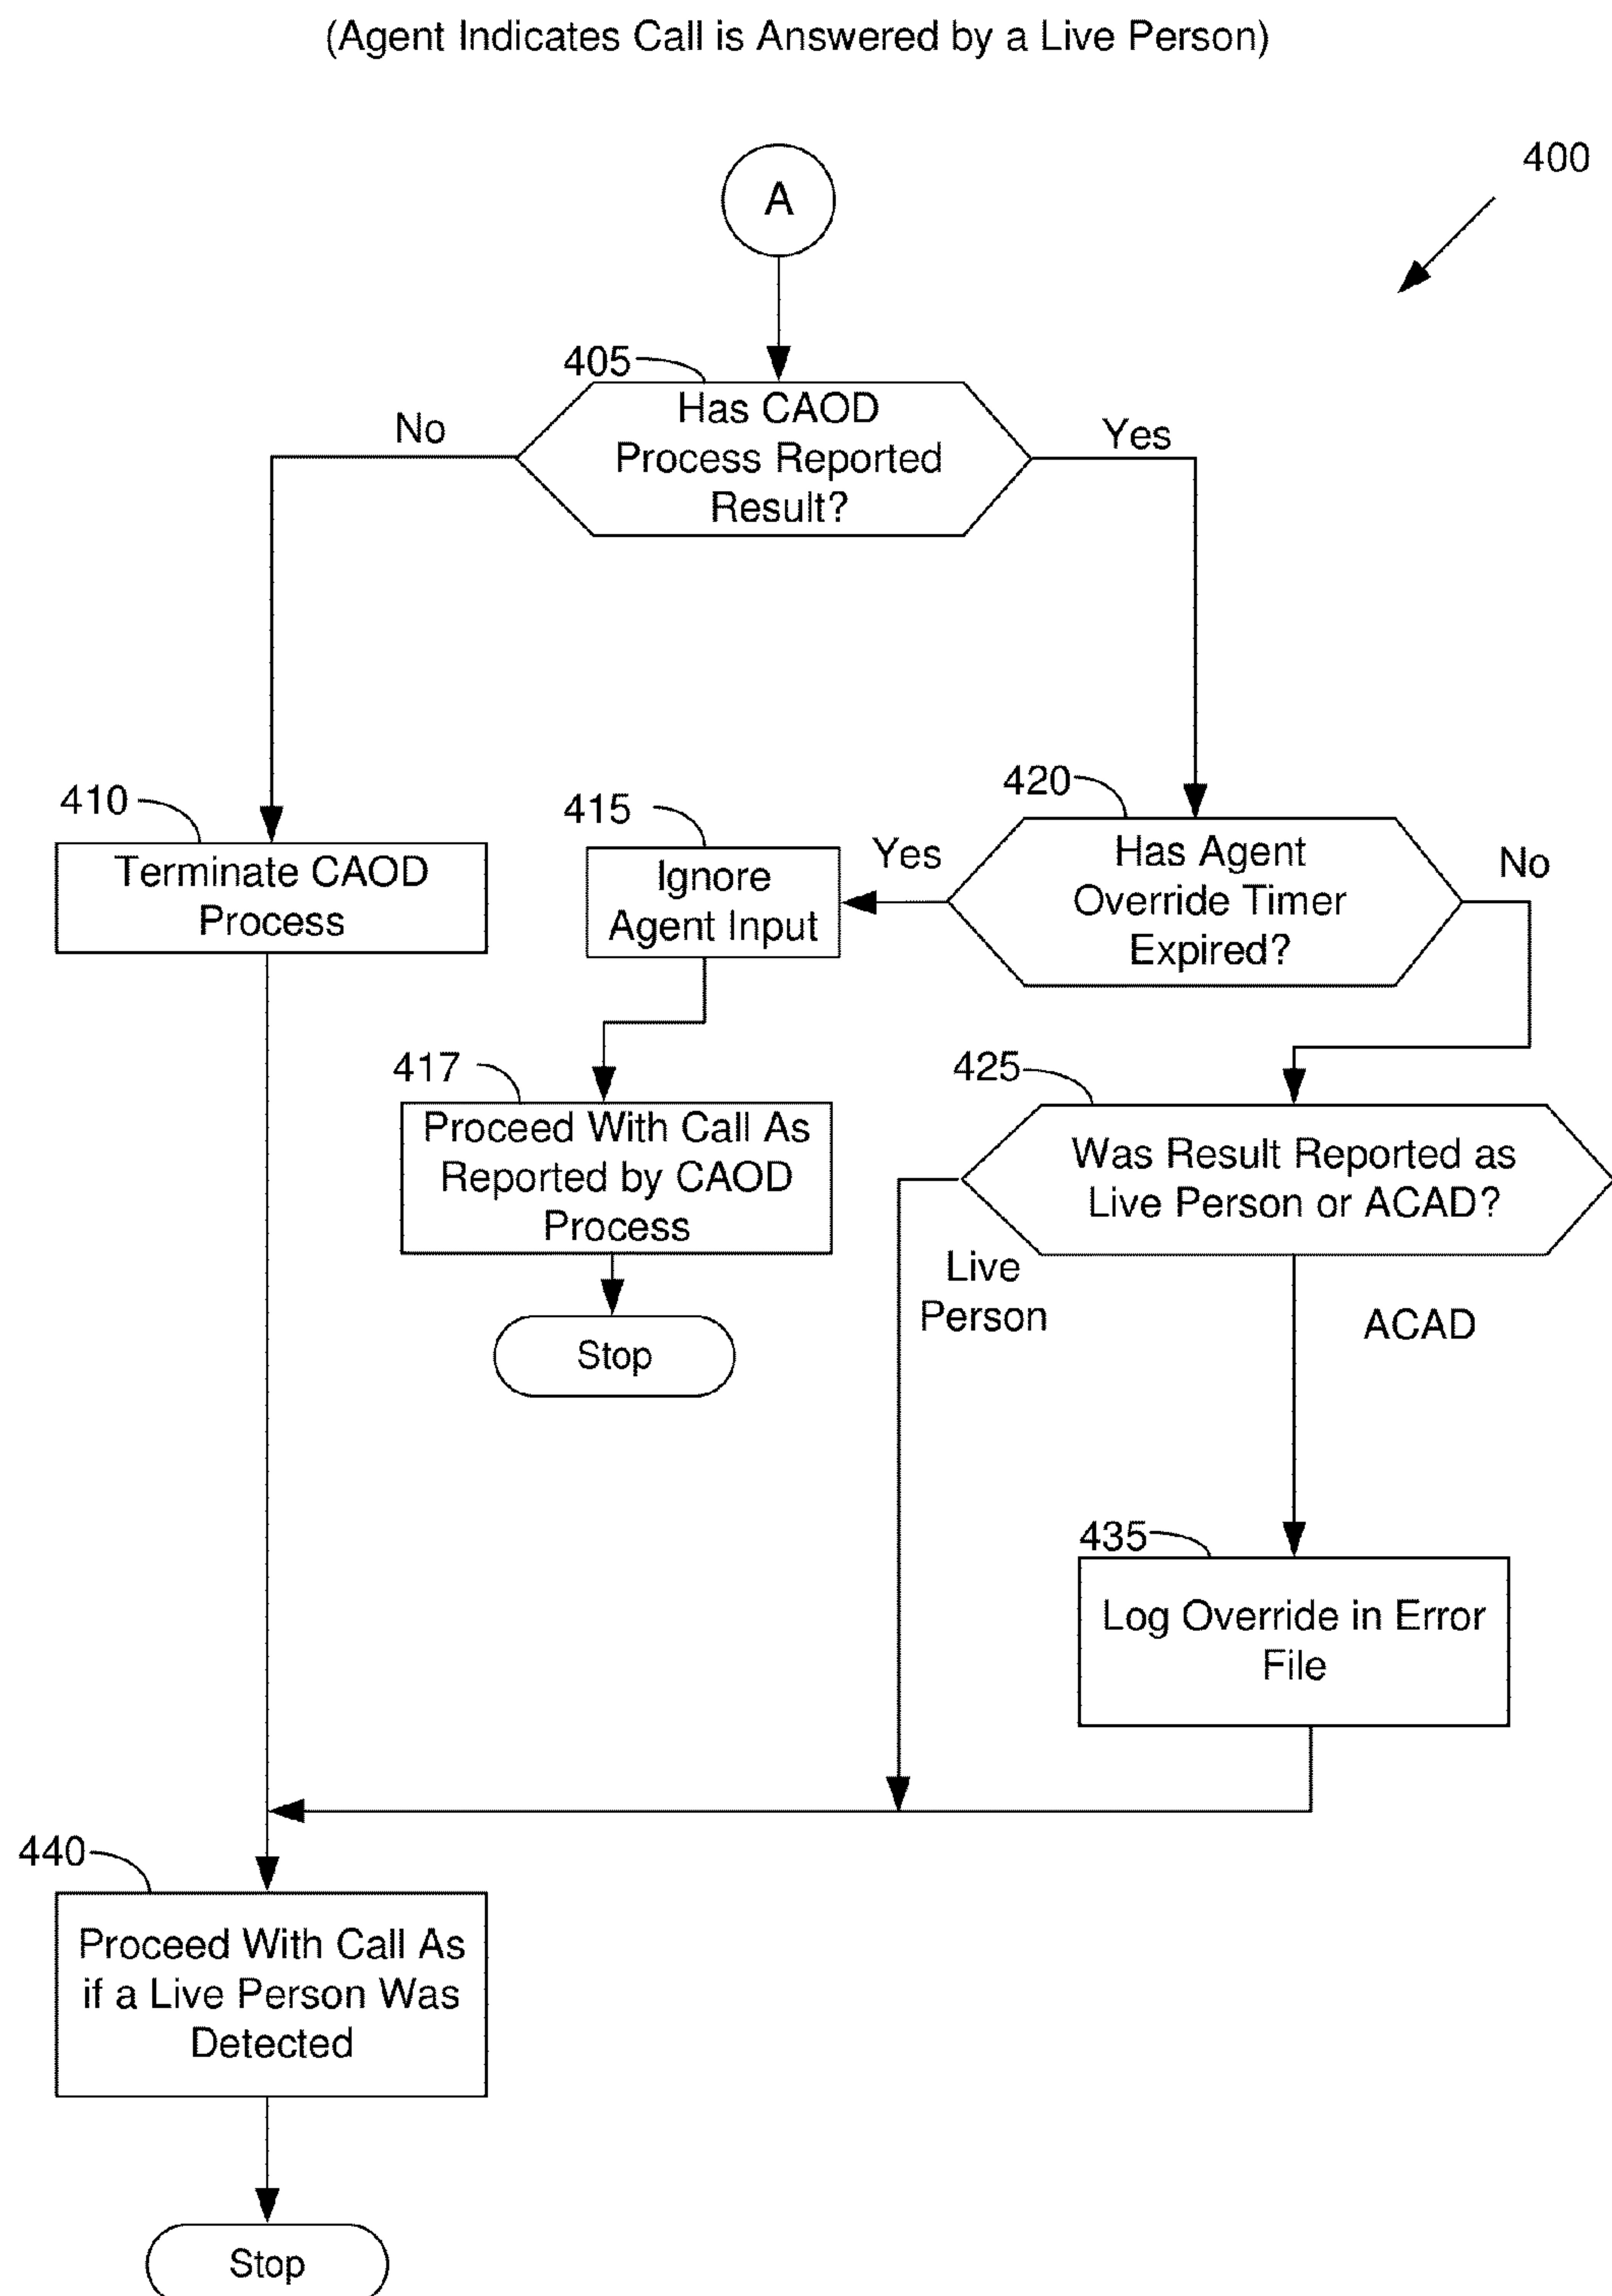 (Agent Indicates Call is Answered by a Live Person)
400
A
405
Has CAOD
Process Reported
Result?
No
Yes
410
Terminate CAOD
Process
415
Ignore
Agent Input
Yes
420
Has Agent
Override Timer
Expired?
No
417
Proceed With Call As
Reported by CAOD
Process
Stop
425
Was Result Reported as
Live Person or ACAD?
Live
Person
ACAD
435
Log Override in Error
File
440
Proceed With Call As
if a Live Person Was
Detected
Stop